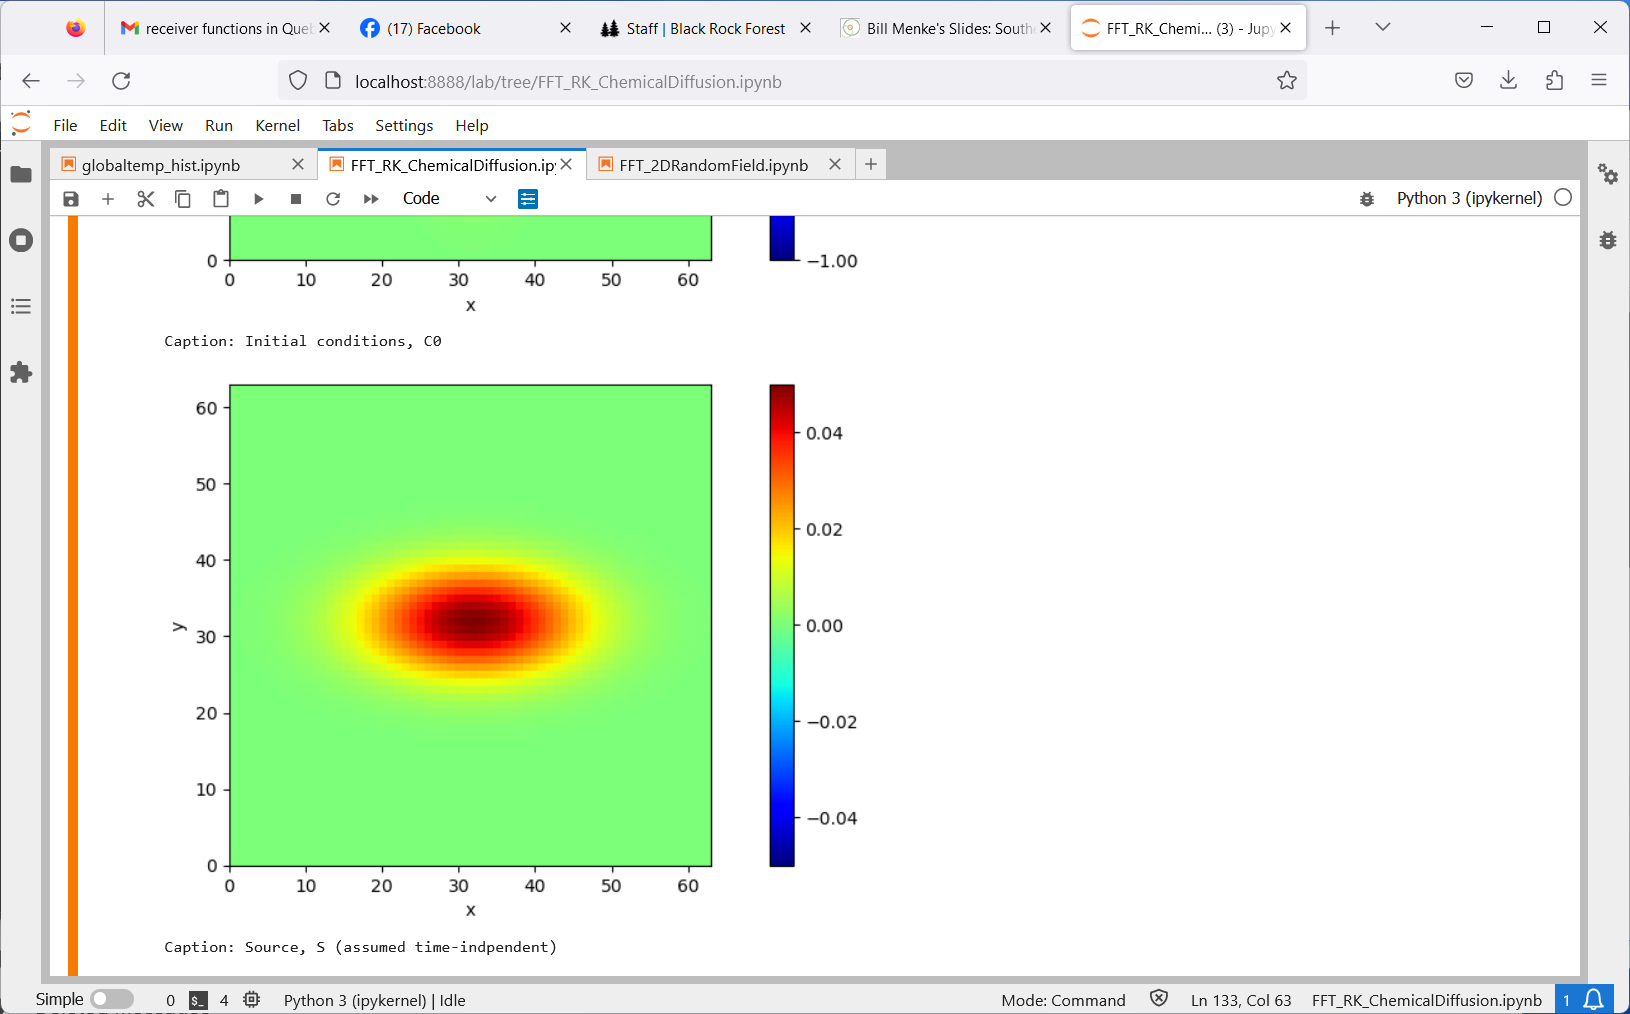 receiver functions in Queb
(17) Facebook
Staff | Black Rock Forest
Bill Menke's Slides: South
FFT_RK_Chemi... (3) - Jupy
localhost:8888/lab/tree/FFT_RK_ChemicalDiffusion.ipynb
File Edit View Run Kernel Tabs Settings Help
globaltemp_hist.ipynb
FFT_RK_ChemicalDiffusion.ipy
FFT_2DRandomField.ipynb
Code
Python 3 (ipykernel)
0
0 10 20 30 40 50 60
x
−1.00
Caption: Initial conditions, C0
60
50
40
30
20
10
0
y
0 10 20 30 40 50 60
x
0.04
0.02
0.00
−0.02
−0.04
Caption: Source, S (assumed time-indpendent)
Simple 0 $_ 4 Python 3 (ipykernel) | Idle Mode: Command Ln 133, Col 63 FFT_RK_ChemicalDiffusion.ipynb 1